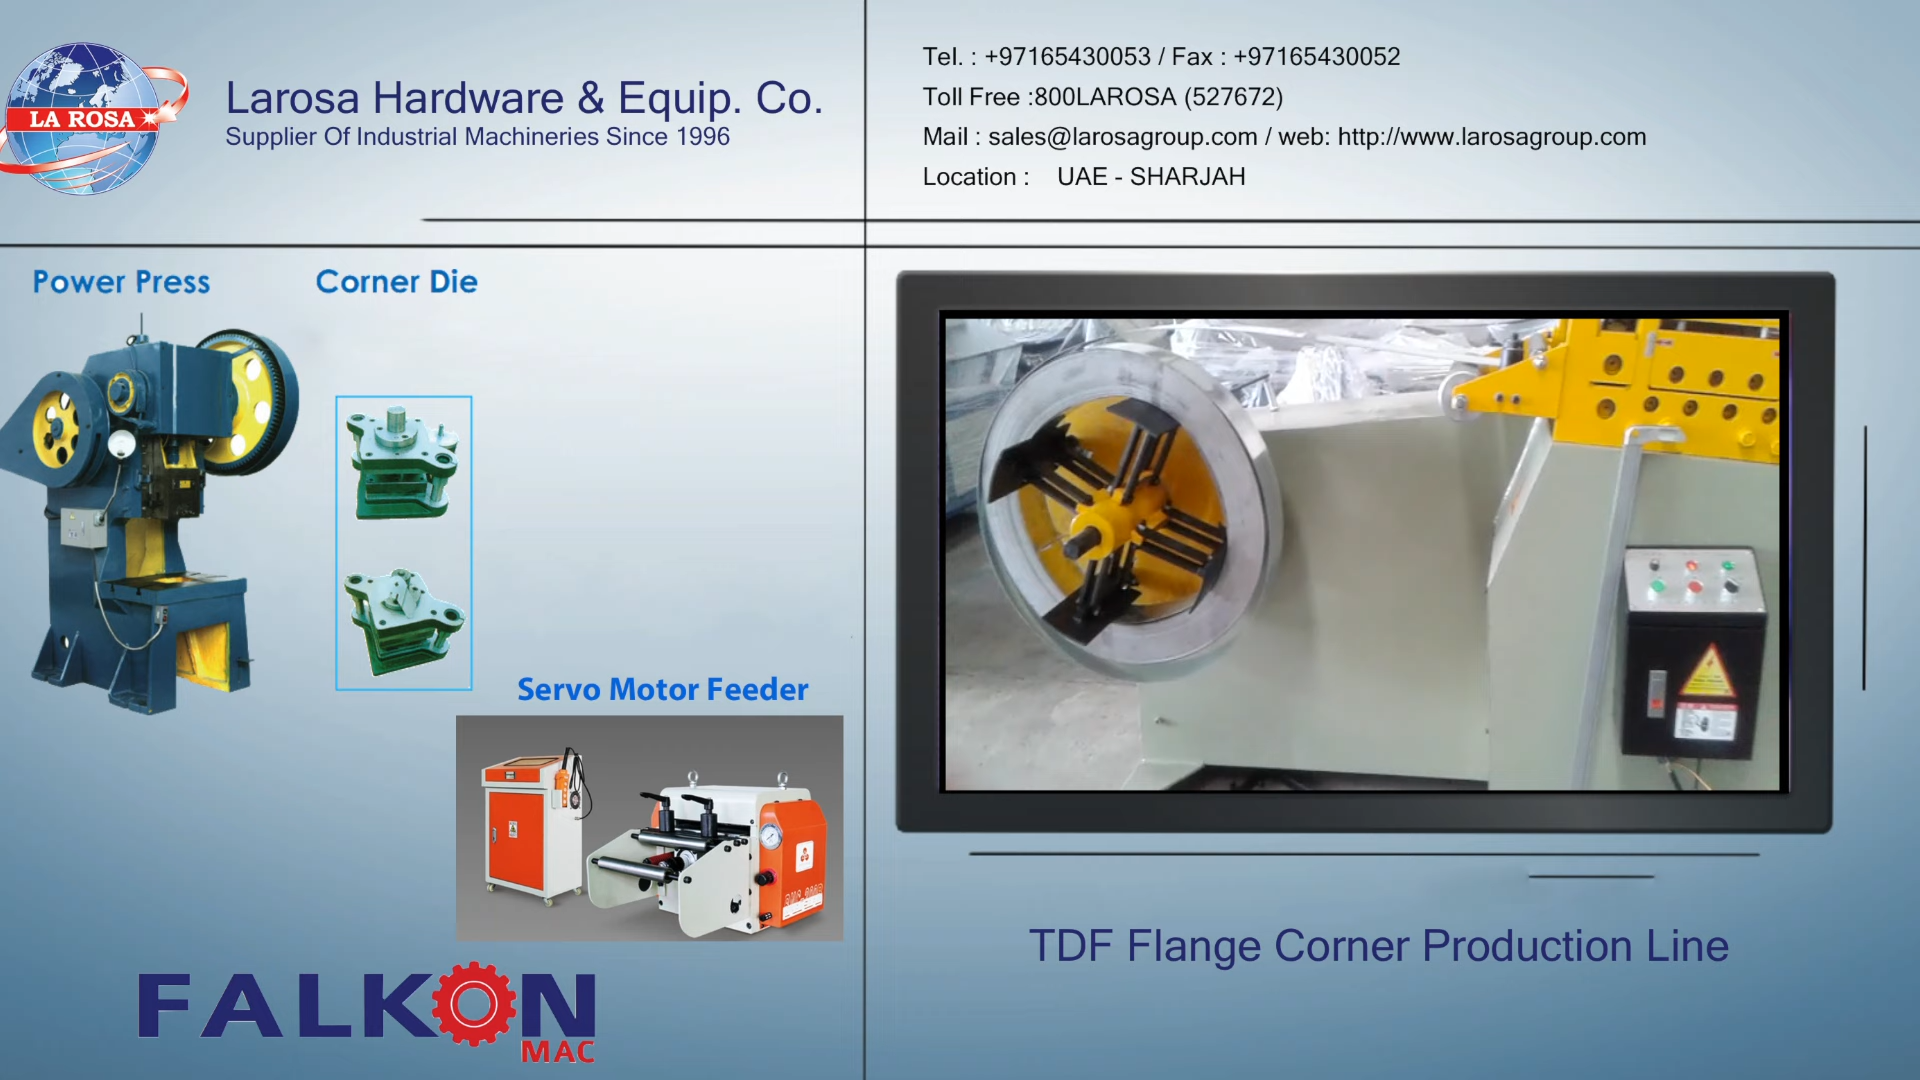 LA ROSA
Larosa Hardware & Equip. Co.
Supplier Of Industrial Machineries Since 1996
Tel. : +97165430053 / Fax : +97165430052
Toll Free :800LAROSA (527672)
Mail : sales@larosagroup.com / web: http://www.larosagroup.com
Location : UAE - SHARJAH
Power Press
Corner Die
Servo Motor Feeder
TDF Flange Corner Production Line
FALKON
MAC